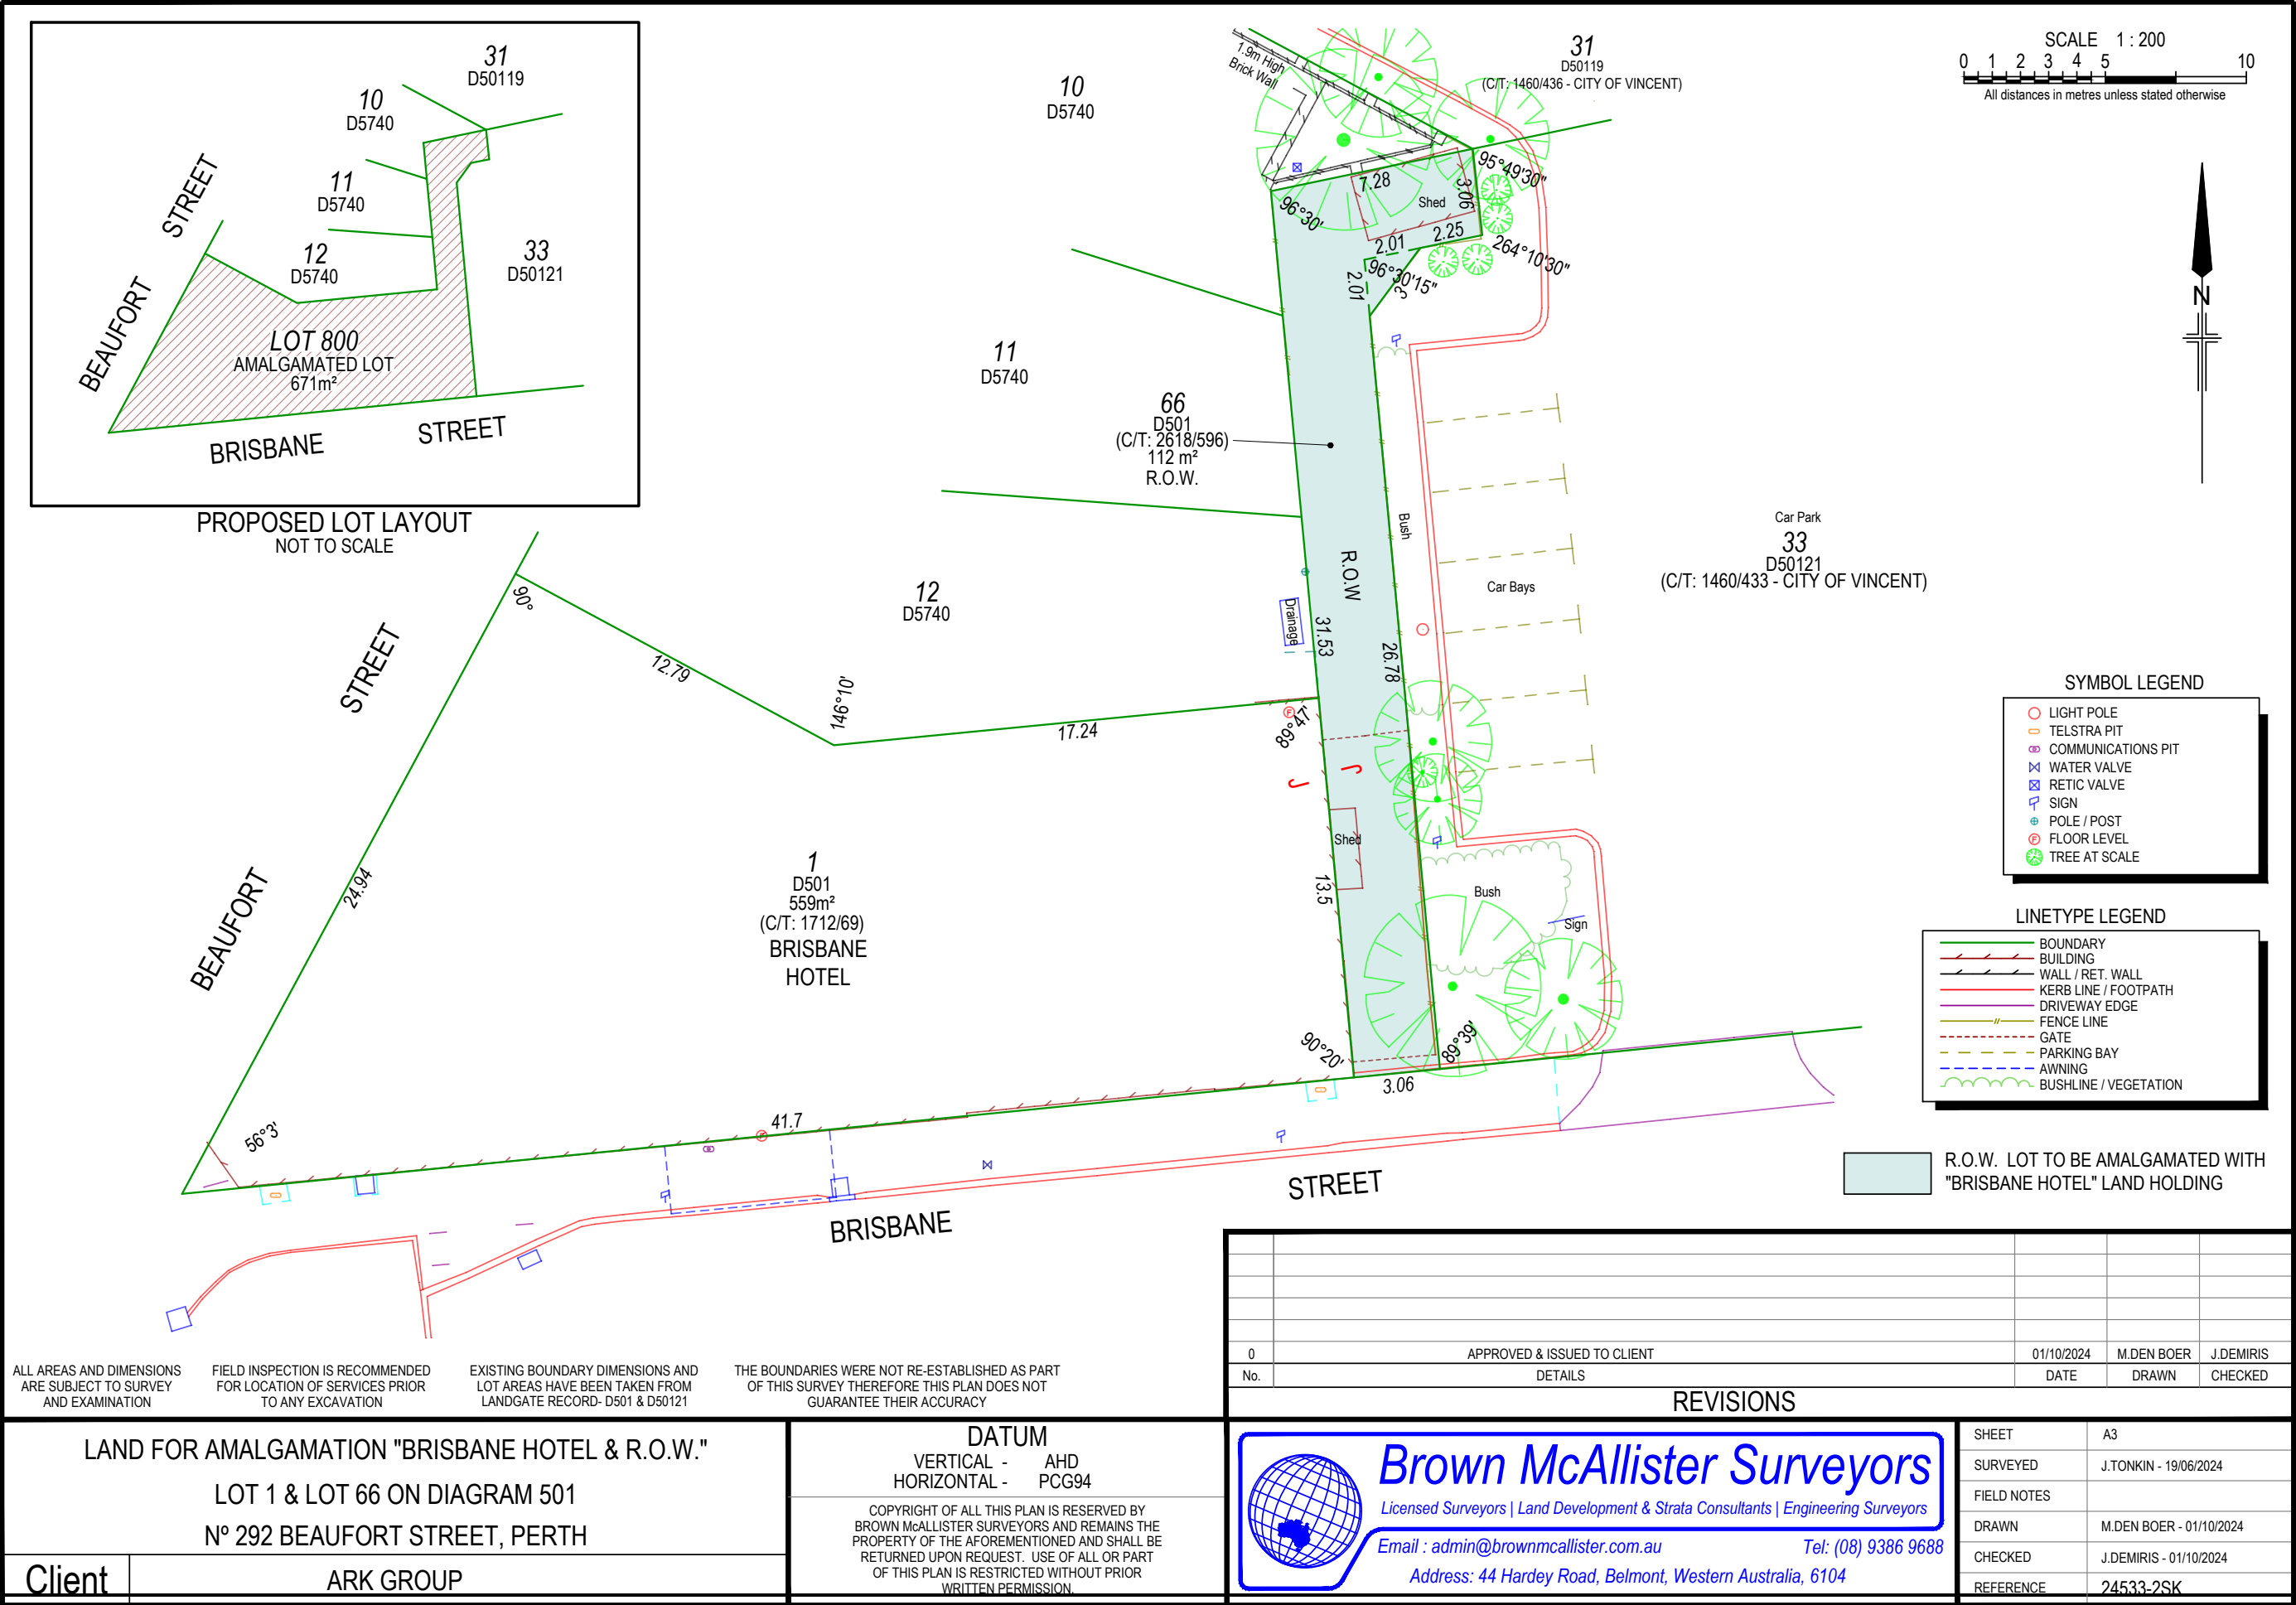 31
D50119
10
D5740
11
D5740
12
D5740
33
D50121
STREET
BEAUFORT
LOT 800
AMALGAMATED LOT
671m²
BRISBANE STREET
PROPOSED LOT LAYOUT
NOT TO SCALE
1.9m High
Brick Wall
31
D50119
(C/T: 1460/436 - CITY OF VINCENT)
SCALE 1 : 200
0 1 2 3 4 5 10
All distances in metres unless stated otherwise
N
10
D5740
7.28
3.06
95°49'30"
Shed
96°30'
2.01
2.25
264°10'30"
96°30'15"
2.01
3
11
D5740
66
D501
(C/T: 2618/596)
112 m²
R.O.W.
Bush
R.O.W
Car Park
33
D50121
(C/T: 1460/433 - CITY OF VINCENT)
Car Bays
12
D5740
Drainage
31.53
26.78
90°
STREET
12.79
146°10'
17.24
89°47'
24.94
BEAUFORT
1
D501
559m²
(C/T: 1712/69)
BRISBANE
HOTEL
Shed
13.5
Bush
Sign
90°20'
89°39'
3.06
56°3'
41.7
BRISBANE
STREET
SYMBOL LEGEND
LIGHT POLE
TELSTRA PIT
COMMUNICATIONS PIT
WATER VALVE
RETIC VALVE
SIGN
POLE / POST
F FLOOR LEVEL
TREE AT SCALE
LINETYPE LEGEND
BOUNDARY
BUILDING
WALL / RET. WALL
KERB LINE / FOOTPATH
DRIVEWAY EDGE
FENCE LINE
GATE
PARKING BAY
AWNING
BUSHLINE / VEGETATION
R.O.W. LOT TO BE AMALGAMATED WITH
"BRISBANE HOTEL" LAND HOLDING
ALL AREAS AND DIMENSIONS
ARE SUBJECT TO SURVEY
AND EXAMINATION
FIELD INSPECTION IS RECOMMENDED
FOR LOCATION OF SERVICES PRIOR
TO ANY EXCAVATION
EXISTING BOUNDARY DIMENSIONS AND
LOT AREAS HAVE BEEN TAKEN FROM
LANDGATE RECORD- D501 & D50121
THE BOUNDARIES WERE NOT RE-ESTABLISHED AS PART
OF THIS SURVEY THEREFORE THIS PLAN DOES NOT
GUARANTEE THEIR ACCURACY
0 APPROVED & ISSUED TO CLIENT 01/10/2024 M.DEN BOER J.DEMIRIS
No. DETAILS DATE DRAWN CHECKED
REVISIONS
LAND FOR AMALGAMATION "BRISBANE HOTEL & R.O.W."
LOT 1 & LOT 66 ON DIAGRAM 501
Nº 292 BEAUFORT STREET, PERTH
Client ARK GROUP
DATUM
VERTICAL - AHD
HORIZONTAL - PCG94
COPYRIGHT OF ALL THIS PLAN IS RESERVED BY
BROWN McALLISTER SURVEYORS AND REMAINS THE
PROPERTY OF THE AFOREMENTIONED AND SHALL BE
RETURNED UPON REQUEST. USE OF ALL OR PART
OF THIS PLAN IS RESTRICTED WITHOUT PRIOR
WRITTEN PERMISSION.
Brown McAllister Surveyors
Licensed Surveyors | Land Development & Strata Consultants | Engineering Surveyors
Email : admin@brownmcallister.com.au Tel: (08) 9386 9688
Address: 44 Hardey Road, Belmont, Western Australia, 6104
SHEET A3
SURVEYED J.TONKIN - 19/06/2024
FIELD NOTES
DRAWN M.DEN BOER - 01/10/2024
CHECKED J.DEMIRIS - 01/10/2024
REFERENCE 24533-2SK